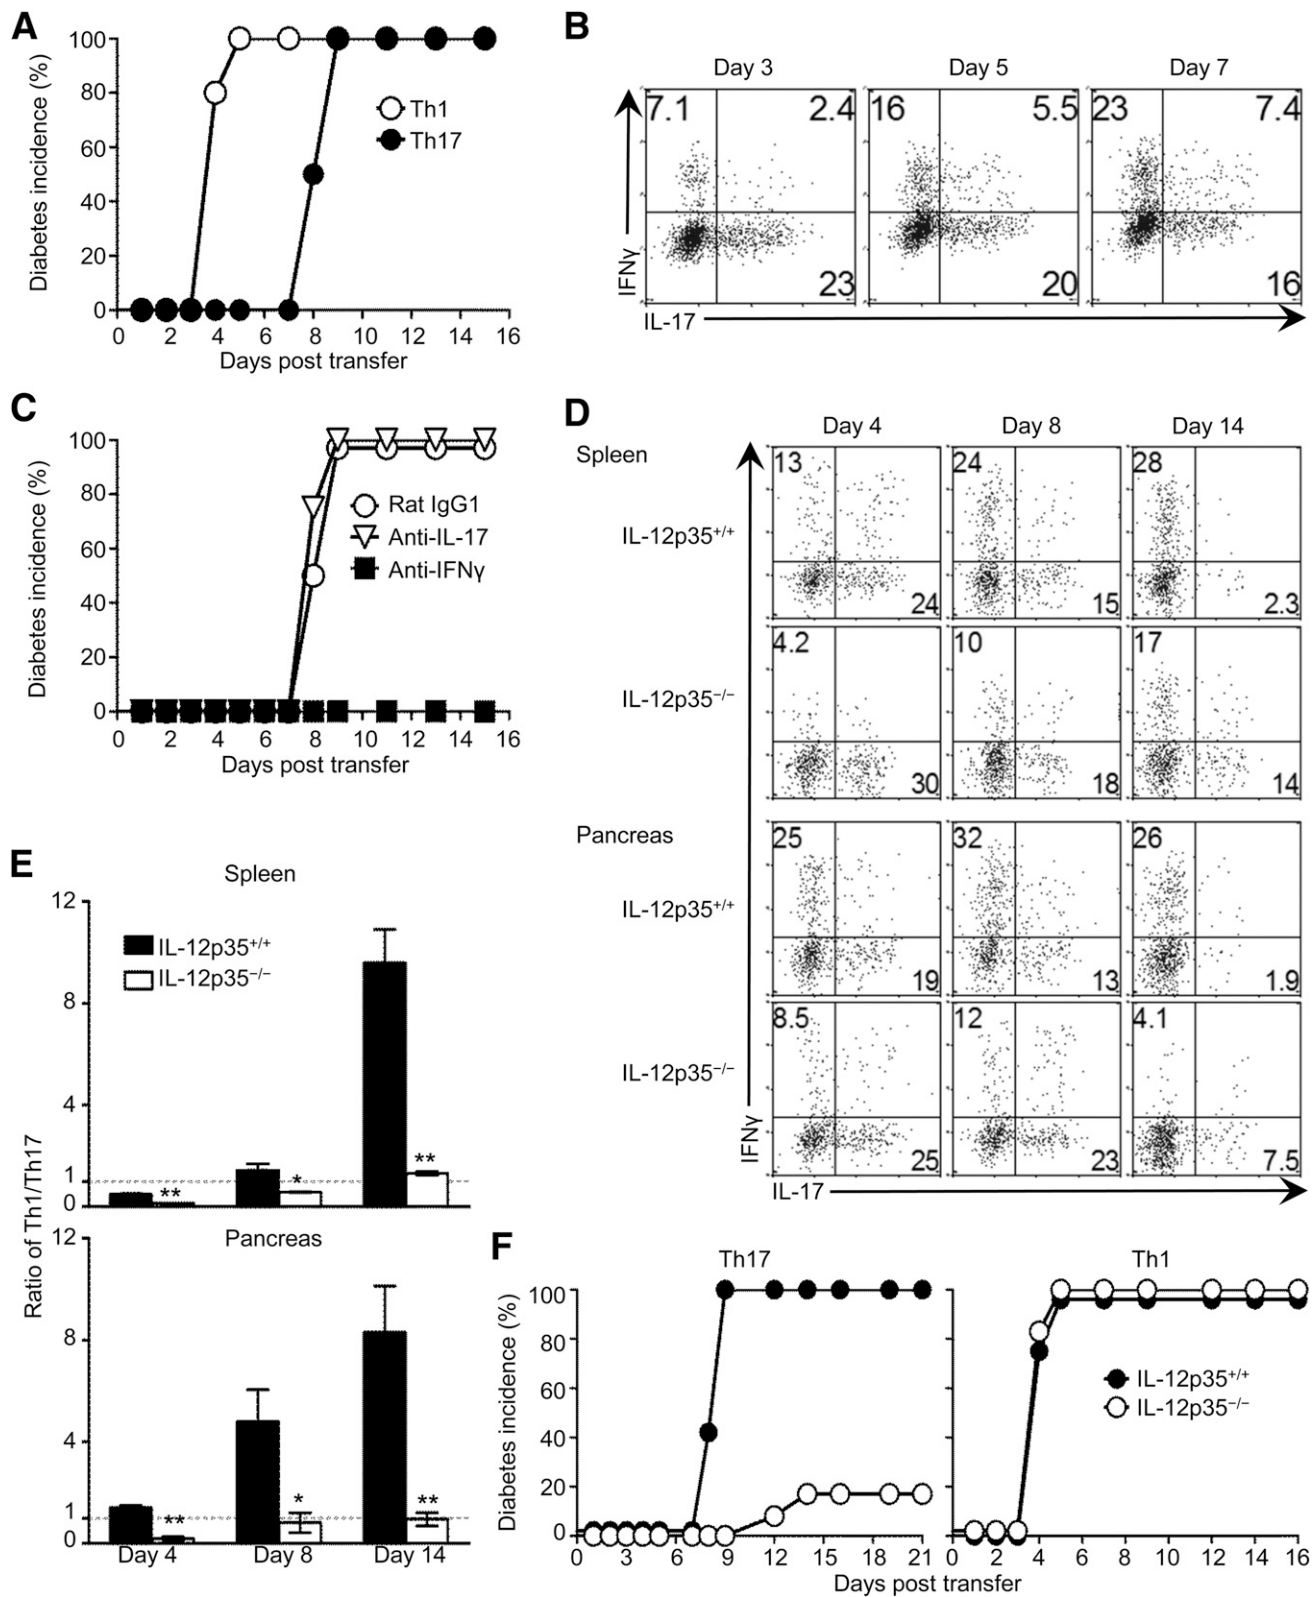 A
100
80
60
40
20
0
Diabetes incidence (%)
Th1
Th17
0 2 4 6 8 10 12 14 16
Days post transfer
B
Day 3 Day 5 Day 7
7.1 2.4 16 5.5 23 7.4
23 20 16
IFNγ
IL-17
C
100
80
60
40
20
0
Diabetes incidence (%)
Rat IgG1
Anti-IL-17
Anti-IFNγ
0 2 4 6 8 10 12 14 16
Days post transfer
D
Day 4 Day 8 Day 14
Spleen
IL-12p35+/+
13 24 28
24 15 2.3
IL-12p35−/−
4.2 10 17
30 18 14
Pancreas
IL-12p35+/+
25 32 26
19 13 1.9
IL-12p35−/−
8.5 12 4.1
25 23 7.5
IFNγ
IL-17
E
Spleen
12
8
4
1
0
IL-12p35+/+
IL-12p35−/−
** * **
Ratio of Th1/Th17
Pancreas
12
8
4
1
0
** * **
Day 4 Day 8 Day 14
F
Th17 Th1
100
80
60
40
20
0
Diabetes incidence (%)
IL-12p35+/+
IL-12p35−/−
0 3 6 9 12 15 18 21 0 2 4 6 8 10 12 14 16
Days post transfer